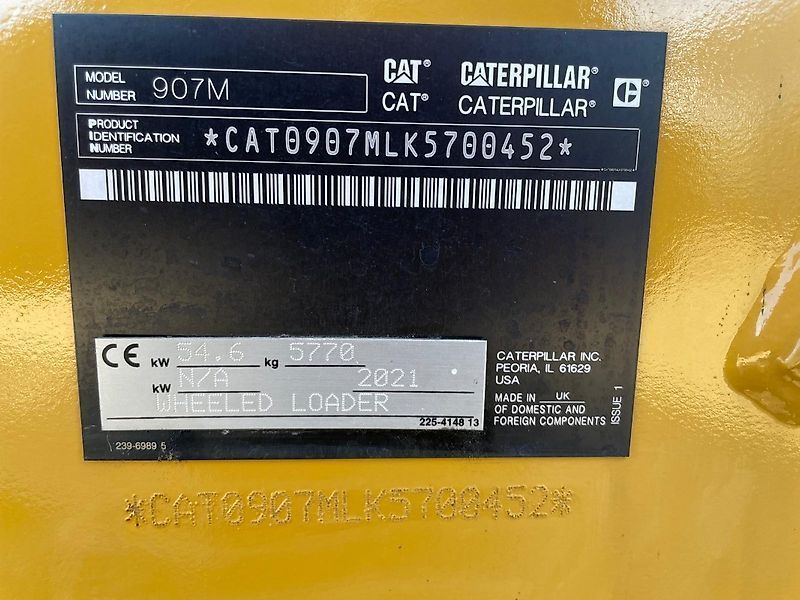 MODEL NUMBER 907M
CAT® CATERPILLAR®
CAT® CATERPILLAR®
PRODUCT IDENTIFICATION NUMBER *CAT0907MLK5700452*
CE kW 54.6 kg 5770
kW N/A 2021
WHEELED LOADER
225-4148 13
239-6989 5
CATERPILLAR INC.
PEORIA, IL 61629
USA
MADE IN UK
OF DOMESTIC AND
FOREIGN COMPONENTS
ISSUE 1
*CAT0907MLK5700452*